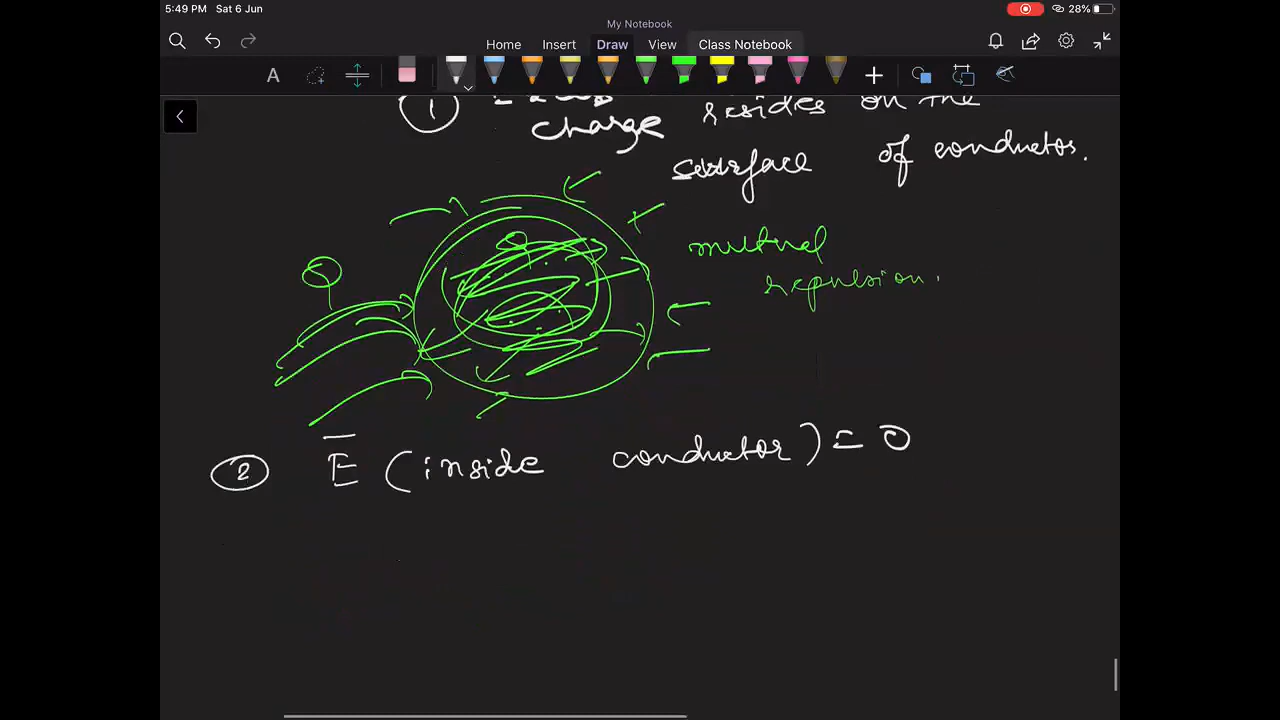 5:49 PM Sat 6 Jun
28%
My Notebook
Home Insert Draw View Class Notebook
A
1 charge resides on the
surface of conductor.
mutual
repulsion.
2 E (inside conductor) = 0